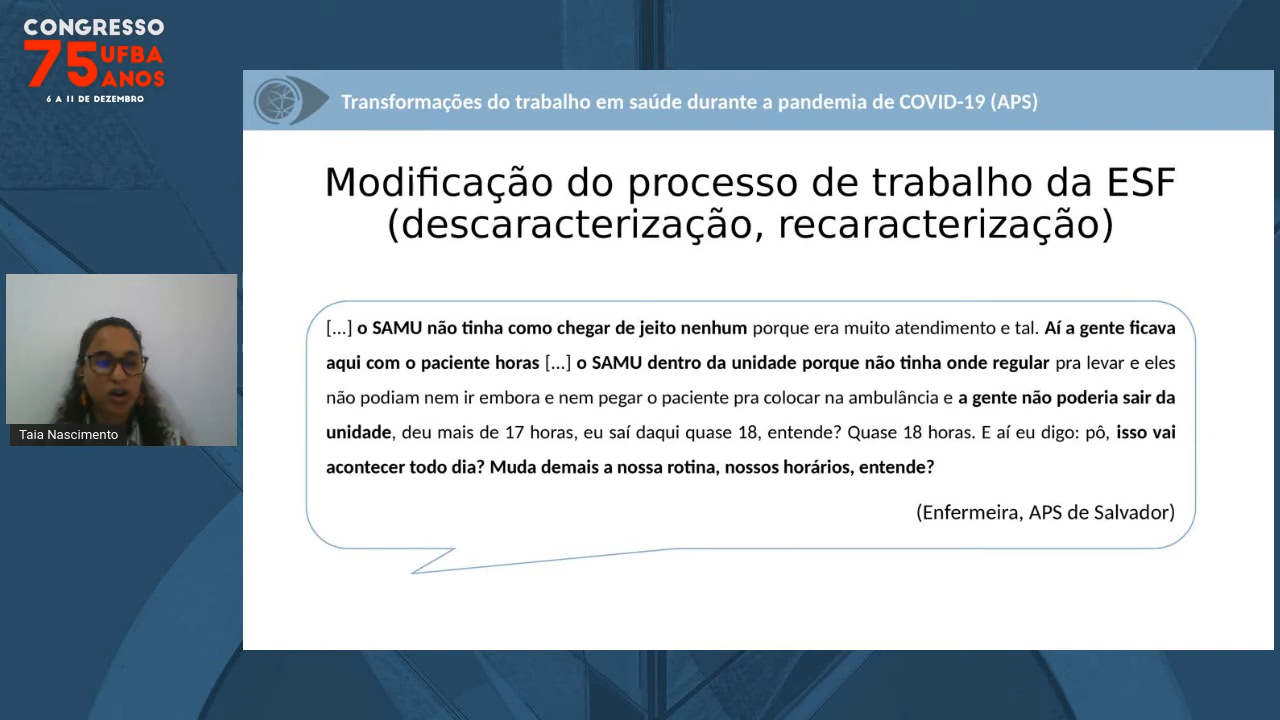 CONGRESSO
75 UFBA
ANOS
6 A 11 DE DEZEMBRO
Transformações do trabalho em saúde durante a pandemia de COVID-19 (APS)
Modificação do processo de trabalho da ESF
(descaracterização, recaracterização)
[...] o SAMU não tinha como chegar de jeito nenhum porque era muito atendimento e tal. Aí a gente ficava
aqui com o paciente horas [...] o SAMU dentro da unidade porque não tinha onde regular pra levar e eles
não podiam nem ir embora e nem pegar o paciente pra colocar na ambulância e a gente não poderia sair da
unidade, deu mais de 17 horas, eu saí daqui quase 18, entende? Quase 18 horas. E aí eu digo: pô, isso vai
acontecer todo dia? Muda demais a nossa rotina, nossos horários, entende?
(Enfermeira, APS de Salvador)
Taia Nascimento